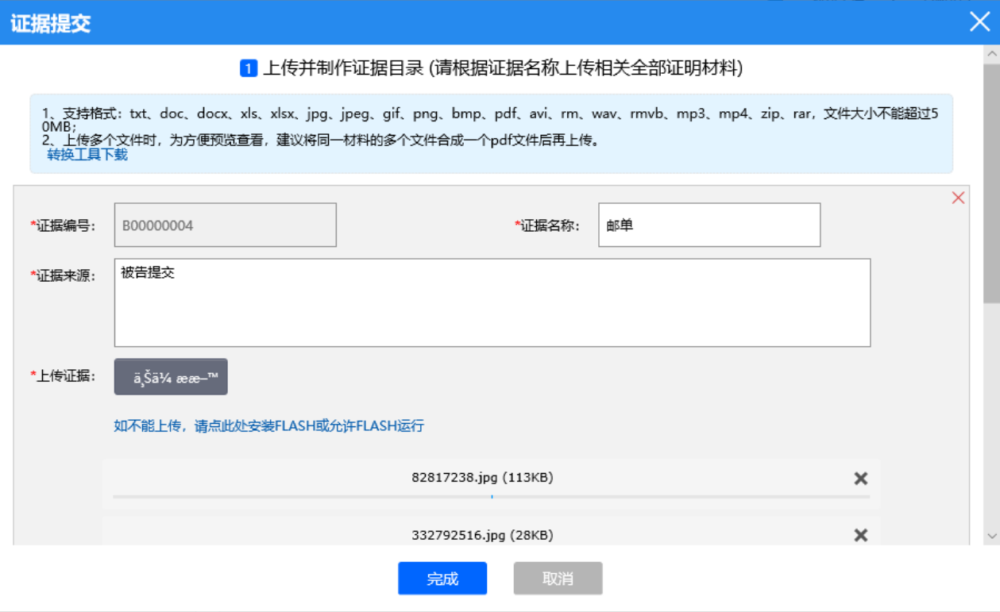 证据提交
1 上传并制作证据目录 (请根据证据名称上传相关全部证明材料)
1、支持格式：txt、doc、docx、xls、xlsx、jpg、jpeg、gif、png、bmp、pdf、avi、rm、wav、rmvb、mp3、mp4、zip、rar，文件大小不能超过5
0MB；
2、上传多个文件时，为方便预览查看，建议将同一材料的多个文件合成一个pdf文件后再上传。
转换工具下载
*证据编号： B00000004 *证据名称： 邮单
*证据来源： 被告提交
*上传证据： ä¸Šä¼ ææ–™
如不能上传，请点此处安装FLASH或允许FLASH运行
82817238.jpg (113KB)
332792516.jpg (28KB)
完成 取消